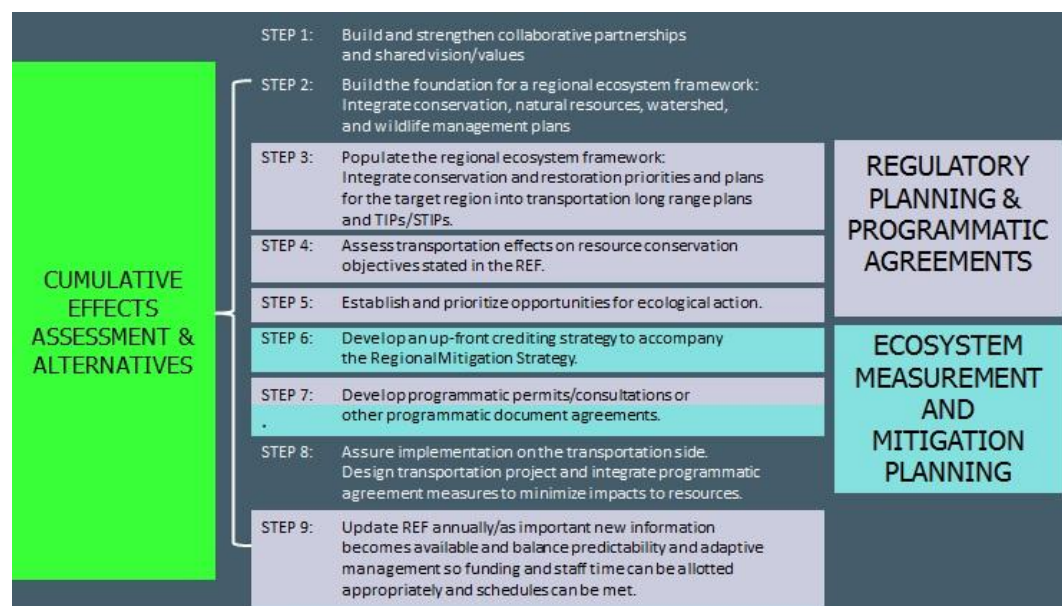 CUMULATIVE
EFFECTS
ASSESSMENT &
ALTERNATIVES
STEP 1: Build and strengthen collaborative partnerships
and shared vision/values
STEP 2: Build the foundation for a regional ecosystem framework:
Integrate conservation, natural resources, watershed,
and wildlife management plans
STEP 3: Populate the regional ecosystem framework:
Integrate conservation and restoration priorities and plans
for the target region into transportation long range plans
and TIPs/STIPs.
STEP 4: Assess transportation effects on resource conservation
objectives stated in the REF.
STEP 5: Establish and prioritize opportunities for ecological action.
STEP 6: Develop an up-front crediting strategy to accompany
the Regional Mitigation Strategy.
STEP 7: Develop programmatic permits/consultations or
. other programmatic document agreements.
STEP 8: Assure implementation on the transportation side.
Design transportation project and integrate programmatic
agreement measures to minimize impacts to resources.
STEP 9: Update REF annually/as important new information
becomes available and balance predictability and adaptive
management so funding and staff time can be allotted
appropriately and schedules can be met.
REGULATORY
PLANNING &
PROGRAMMATIC
AGREEMENTS
ECOSYSTEM
MEASUREMENT
AND
MITIGATION
PLANNING